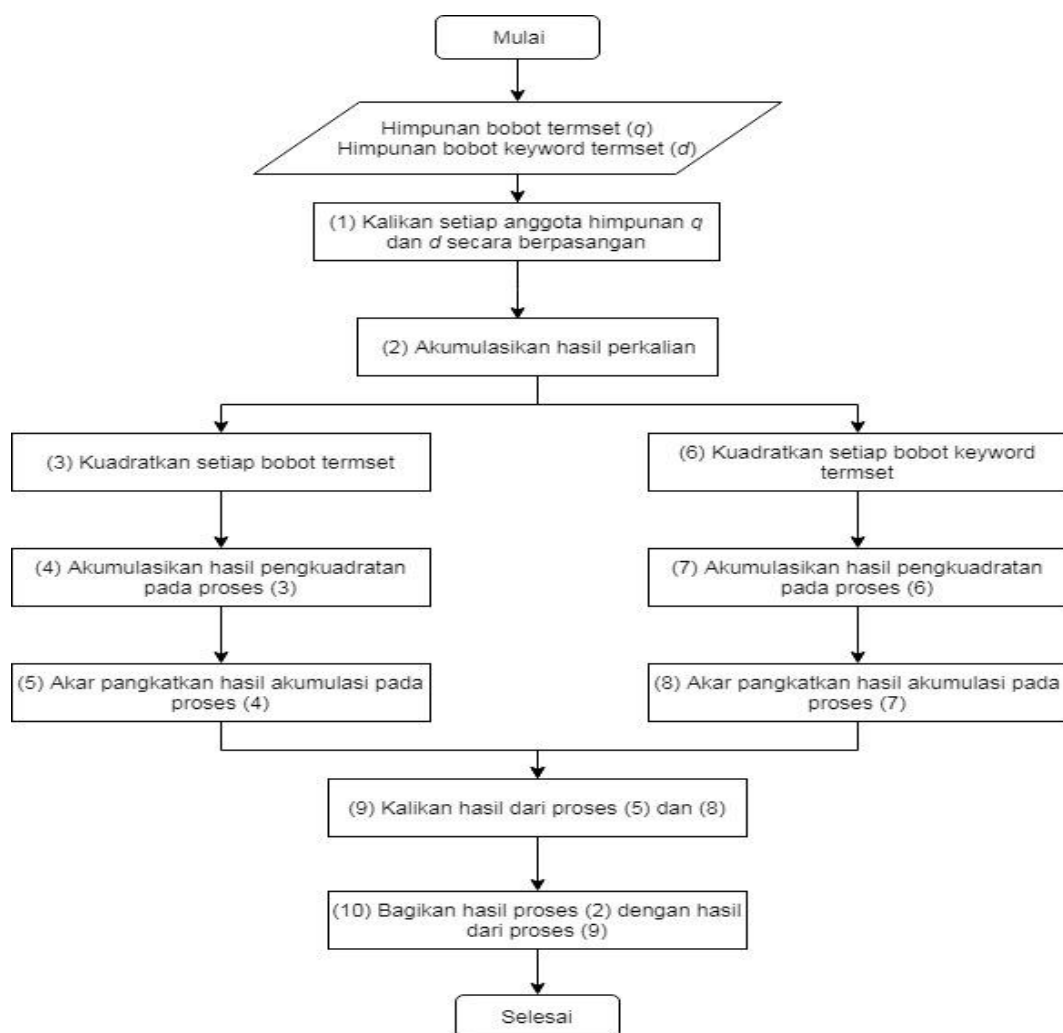 Mulai
Himpunan bobot termset (q)
Himpunan bobot keyword termset (d)
(1) Kalikan setiap anggota himpunan q
dan d secara berpasangan
(2) Akumulasikan hasil perkalian
(3) Kuadratkan setiap bobot termset
(6) Kuadratkan setiap bobot keyword
termset
(4) Akumulasikan hasil pengkuadratan
pada proses (3)
(7) Akumulasikan hasil pengkuadratan
pada proses (6)
(5) Akar pangkatkan hasil akumulasi pada
proses (4)
(8) Akar pangkatkan hasil akumulasi pada
proses (7)
(9) Kalikan hasil dari proses (5) dan (8)
(10) Bagikan hasil proses (2) dengan hasil
dari proses (9)
Selesai